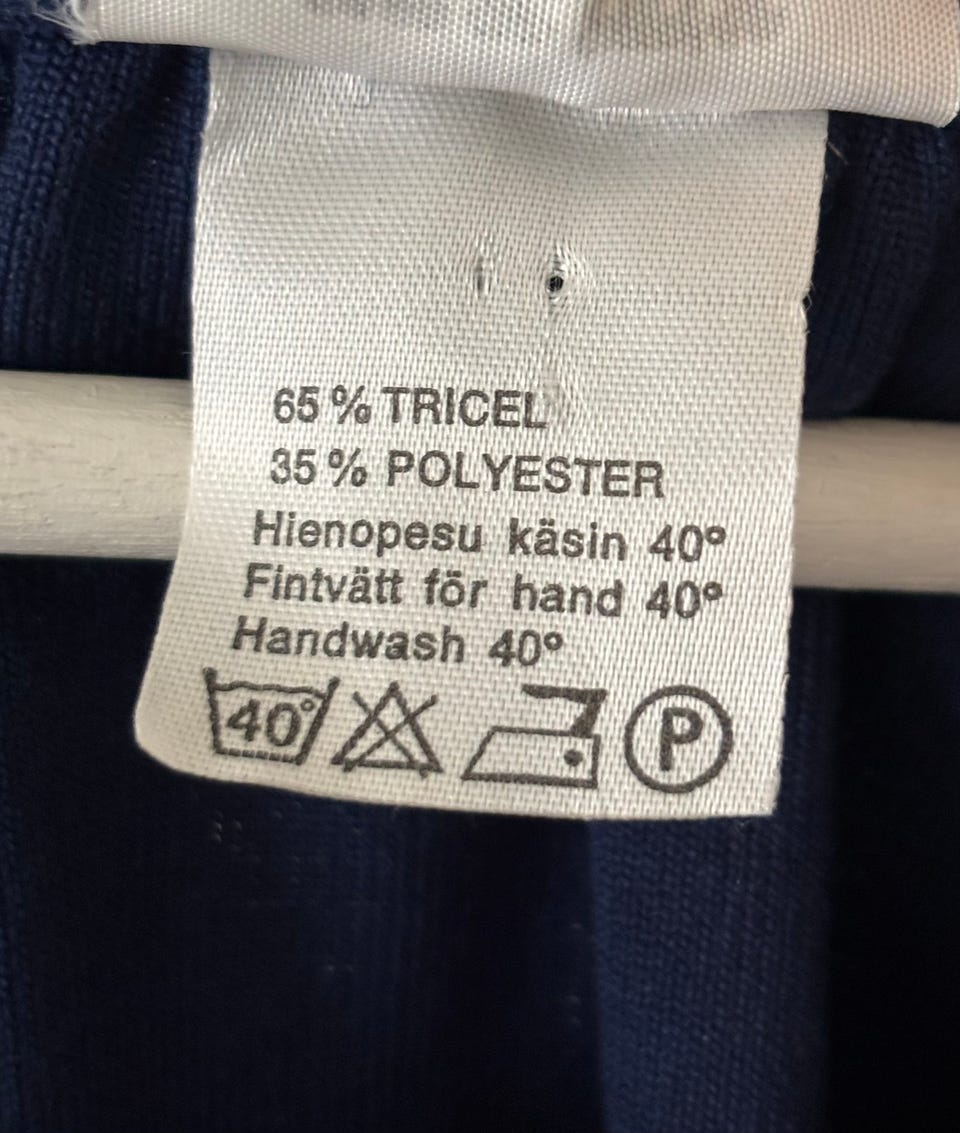 65 % TRICEL
35 % POLYESTER
Hienopesu käsin 40°
Fintvätt för hand 40°
Handwash 40°
40° P